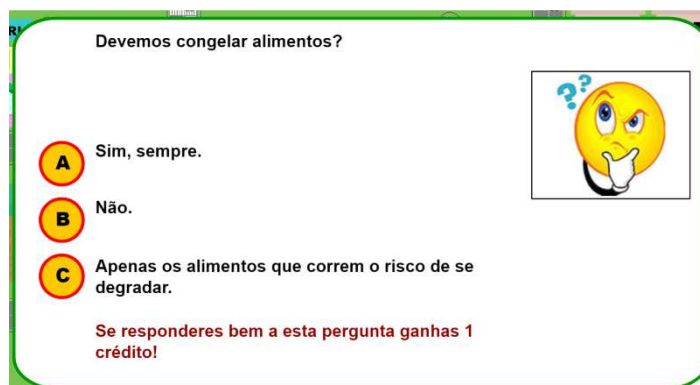 Devemos congelar alimentos?
A
Sim, sempre.
B
Não.
C
Apenas os alimentos que correm o risco de se
degradar.
Se responderes bem a esta pergunta ganhas 1
crédito!